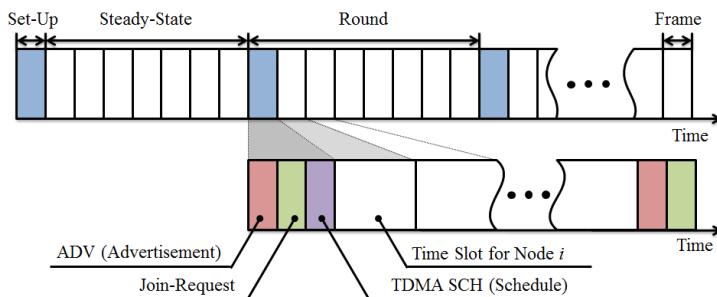 Set-Up Steady-State Round Frame
Time
Time
ADV (Advertisement) Time Slot for Node i
Join-Request TDMA SCH (Schedule)